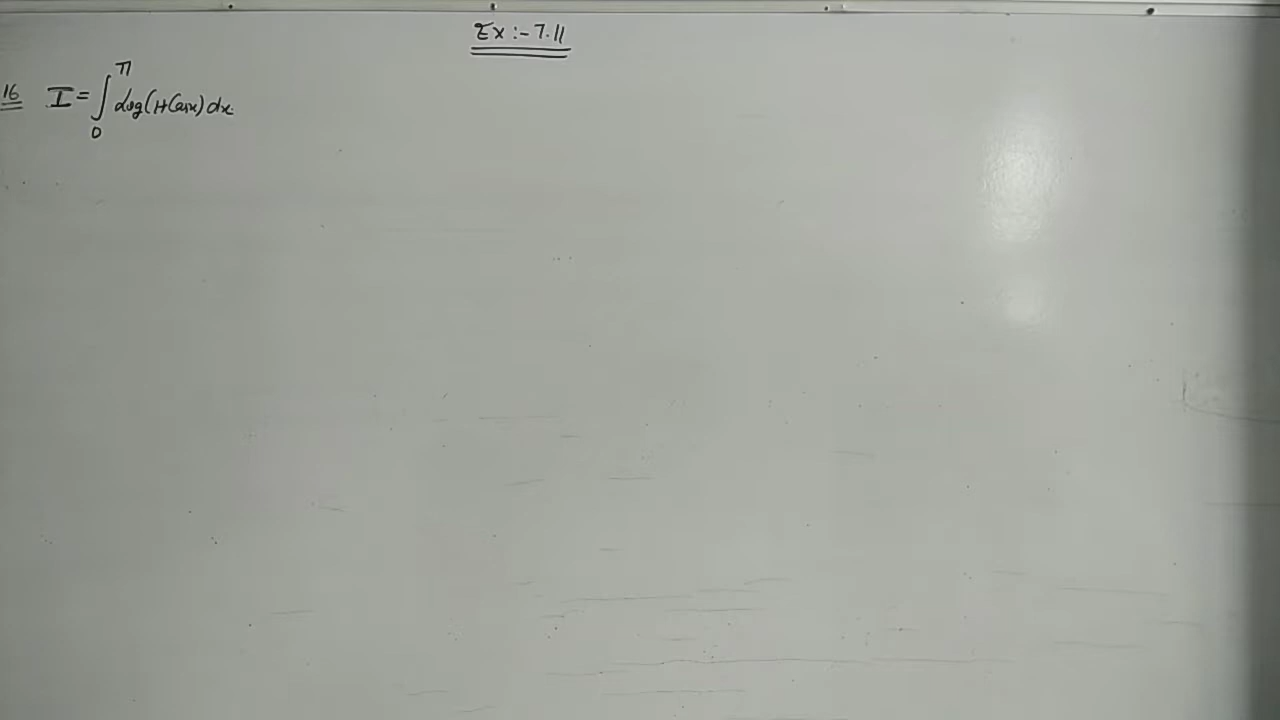 Ex :- 7.11
16 I = ∫₀^π log(1+Cosx) dx